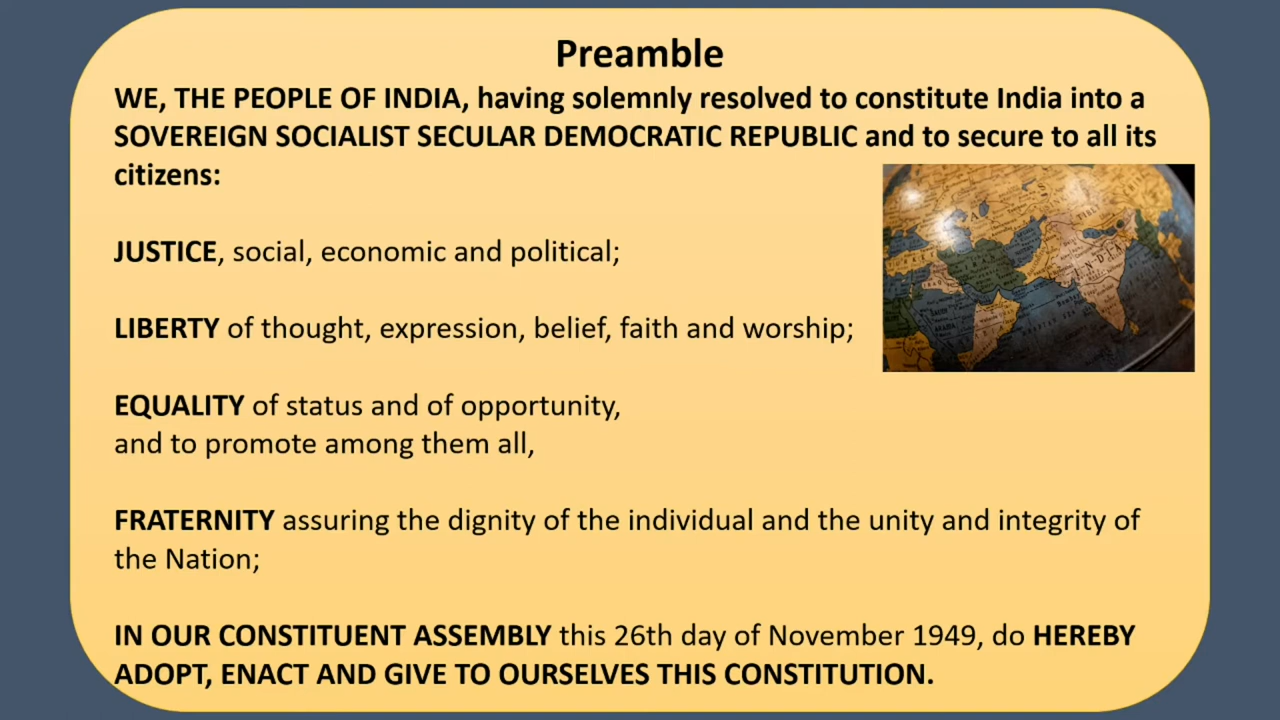 Preamble
WE, THE PEOPLE OF INDIA, having solemnly resolved to constitute India into a
SOVEREIGN SOCIALIST SECULAR DEMOCRATIC REPUBLIC and to secure to all its
citizens:
JUSTICE, social, economic and political;
LIBERTY of thought, expression, belief, faith and worship;
EQUALITY of status and of opportunity,
and to promote among them all,
FRATERNITY assuring the dignity of the individual and the unity and integrity of
the Nation;
IN OUR CONSTITUENT ASSEMBLY this 26th day of November 1949, do HEREBY
ADOPT, ENACT AND GIVE TO OURSELVES THIS CONSTITUTION.
INDIA
IRAN